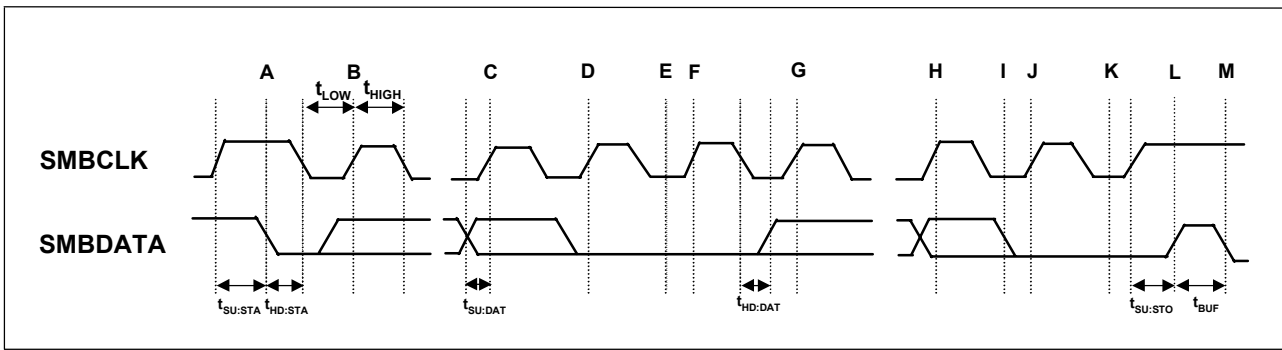 A B C D E F G H I J K L M
tLOW tHIGH
SMBCLK
SMBDATA
tSU:STA tHD:STA tSU:DAT tHD:DAT tSU:STO tBUF